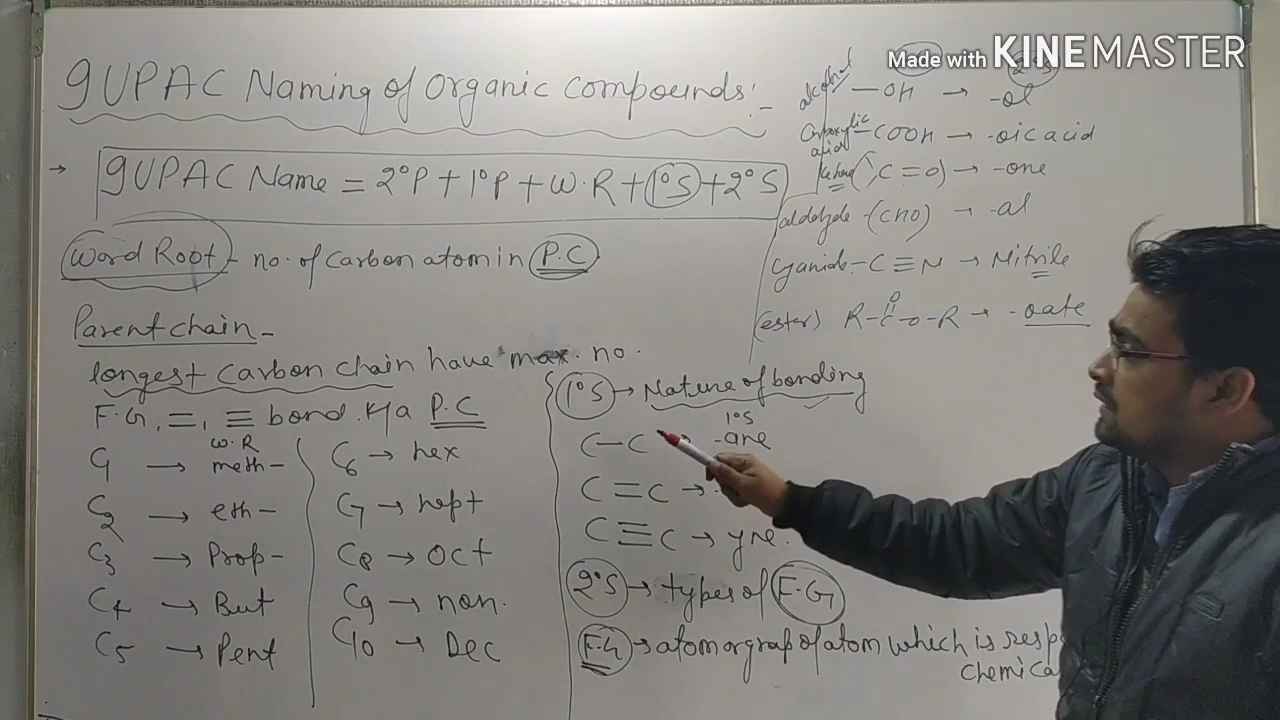 Made with KINEMASTER
IUPAC Naming of Organic Compounds:-
→ IUPAC Name = 2°P + 1°P + W.R + 1°S + 2°S
Word Root - no. of Carbon atom in P.C
Parent chain -
longest Carbon chain have max. no.
F.G, =, ≡ bond. k/a P.C
W.R
C1 → meth-
C2 → eth-
C3 → Prop-
C4 → But
C5 → Pent
C6 → hex
C7 → hept
C8 → Oct
C9 → non.
C10 → Dec
F.G 2°S
alcohol -OH → -ol
Carboxylic acid -COOH → -oic acid
ketone (>C=O) → -one
aldehyde -(CHO) → -al
Cyanide -C≡N → Nitrile
(ester) R-C(=O)-O-R → -oate
1°S → Nature of bonding
1°S
C-C -ane
C=C →
C≡C → yne.
2°S → types of F.G
F.G → atom or grap of atom which is resp
chemica